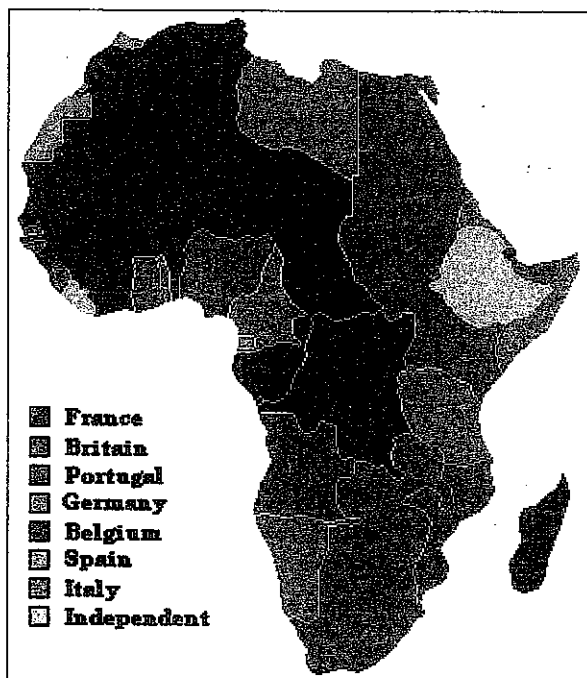 France
Britain
Portugal
Germany
Belgium
Spain
Italy
Independent